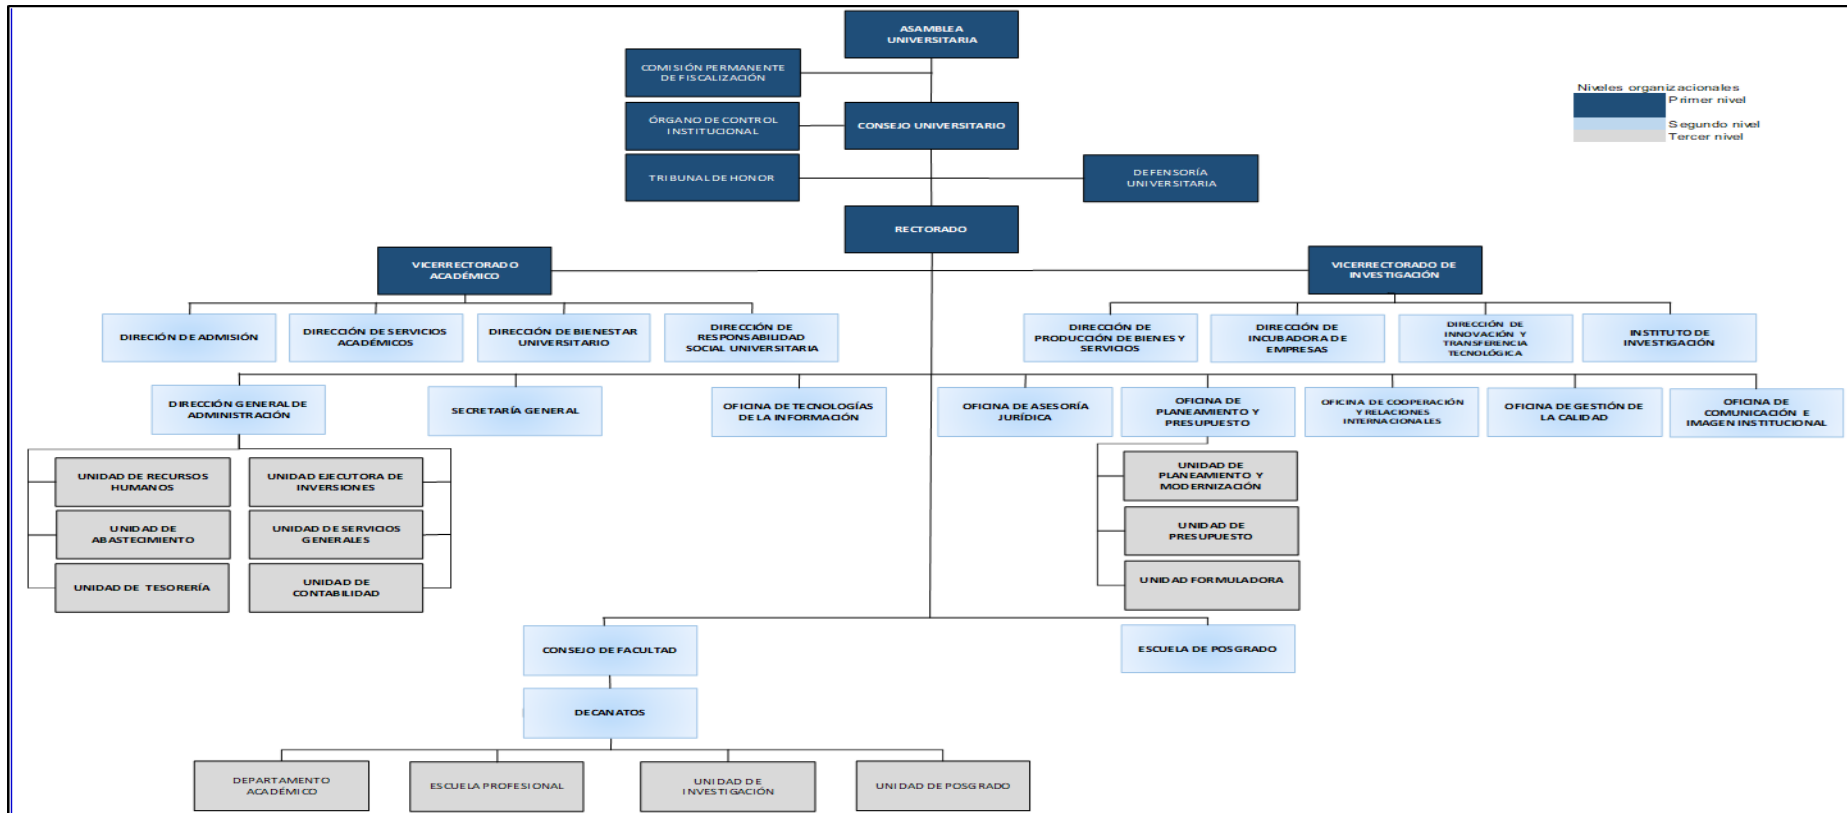 ASAMBLEA
UNIVERSITARIA
COMISIÓN PERMANENTE
DE FISCALIZACIÓN
Niveles organizacionales
Primer nivel
Segundo nivel
Tercer nivel
ÓRGANO DE CONTROL
INSTITUCIONAL
CONSEJO UNIVERSITARIO
TRIBUNAL DE HONOR
DEFENSORÍA
UNIVERSITARIA
RECTORADO
VICERRECTORADO
ACADÉMICO
VICERRECTORADO DE
INVESTIGACIÓN
DIRECIÓN DE ADMISIÓN
DIRECCIÓN DE SERVICIOS
ACADÉMICOS
DIRECCIÓN DE BIENESTAR
UNIVERSITARIO
DIRECCIÓN DE
RESPONSABILIDAD
SOCIAL UNIVERSITARIA
DIRECCIÓN DE
PRODUCCIÓN DE BIENES Y
SERVICIOS
DIRECCIÓN DE
INCUBADORA DE
EMPRESAS
DIRECCIÓN DE
INNOVACIÓN Y
TRANSFERENCIA
TECNOLÓGICA
INSTITUTO DE
INVESTIGACIÓN
DIRECCIÓN GENERAL DE
ADMINISTRACIÓN
SECRETARÍA GENERAL
OFICINA DE TECNOLOGÍAS
DE LA INFORMACIÓN
OFICINA DE ASESORÍA
JURÍDICA
OFICINA DE
PLANEAMIENTO Y
PRESUPUESTO
OFICINA DE COOPERACIÓN
Y RELACIONES
INTERNACIONALES
OFICINA DE GESTIÓN DE
LA CALIDAD
OFICINA DE
COMUNICACIÓN E
IMAGEN INSTITUCIONAL
UNIDAD DE RECURSOS
HUMANOS
UNIDAD EJECUTORA DE
INVERSIONES
UNIDAD DE
PLANEAMIENTO Y
MODERNIZACIÓN
UNIDAD DE
ABASTECIMIENTO
UNIDAD DE SERVICIOS
GENERALES
UNIDAD DE
PRESUPUESTO
UNIDAD DE TESORERÍA
UNIDAD DE
CONTABILIDAD
UNIDAD FORMULADORA
CONSEJO DE FACULTAD
ESCUELA DE POSGRADO
DECANATOS
DEPARTAMENTO
ACADÉMICO
ESCUELA PROFESIONAL
UNIDAD DE
INVESTIGACIÓN
UNIDAD DE POSGRADO